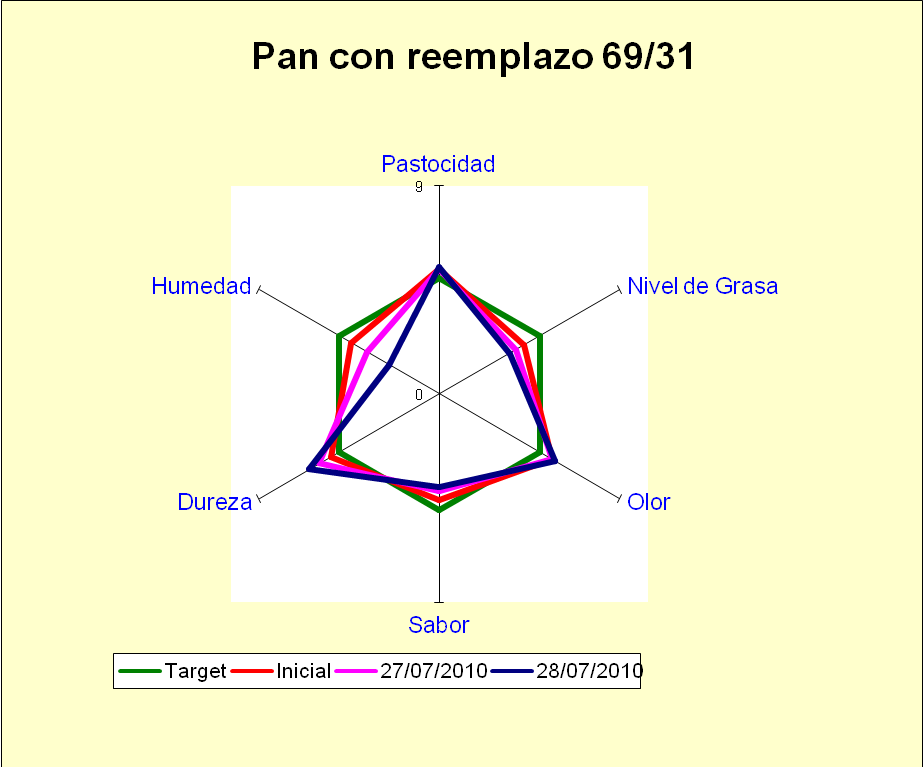 Pan con reemplazo 69/31
Pastocidad
9
Humedad
Nivel de Grasa
0
Dureza
Olor
Sabor
Target Inicial 27/07/2010 28/07/2010